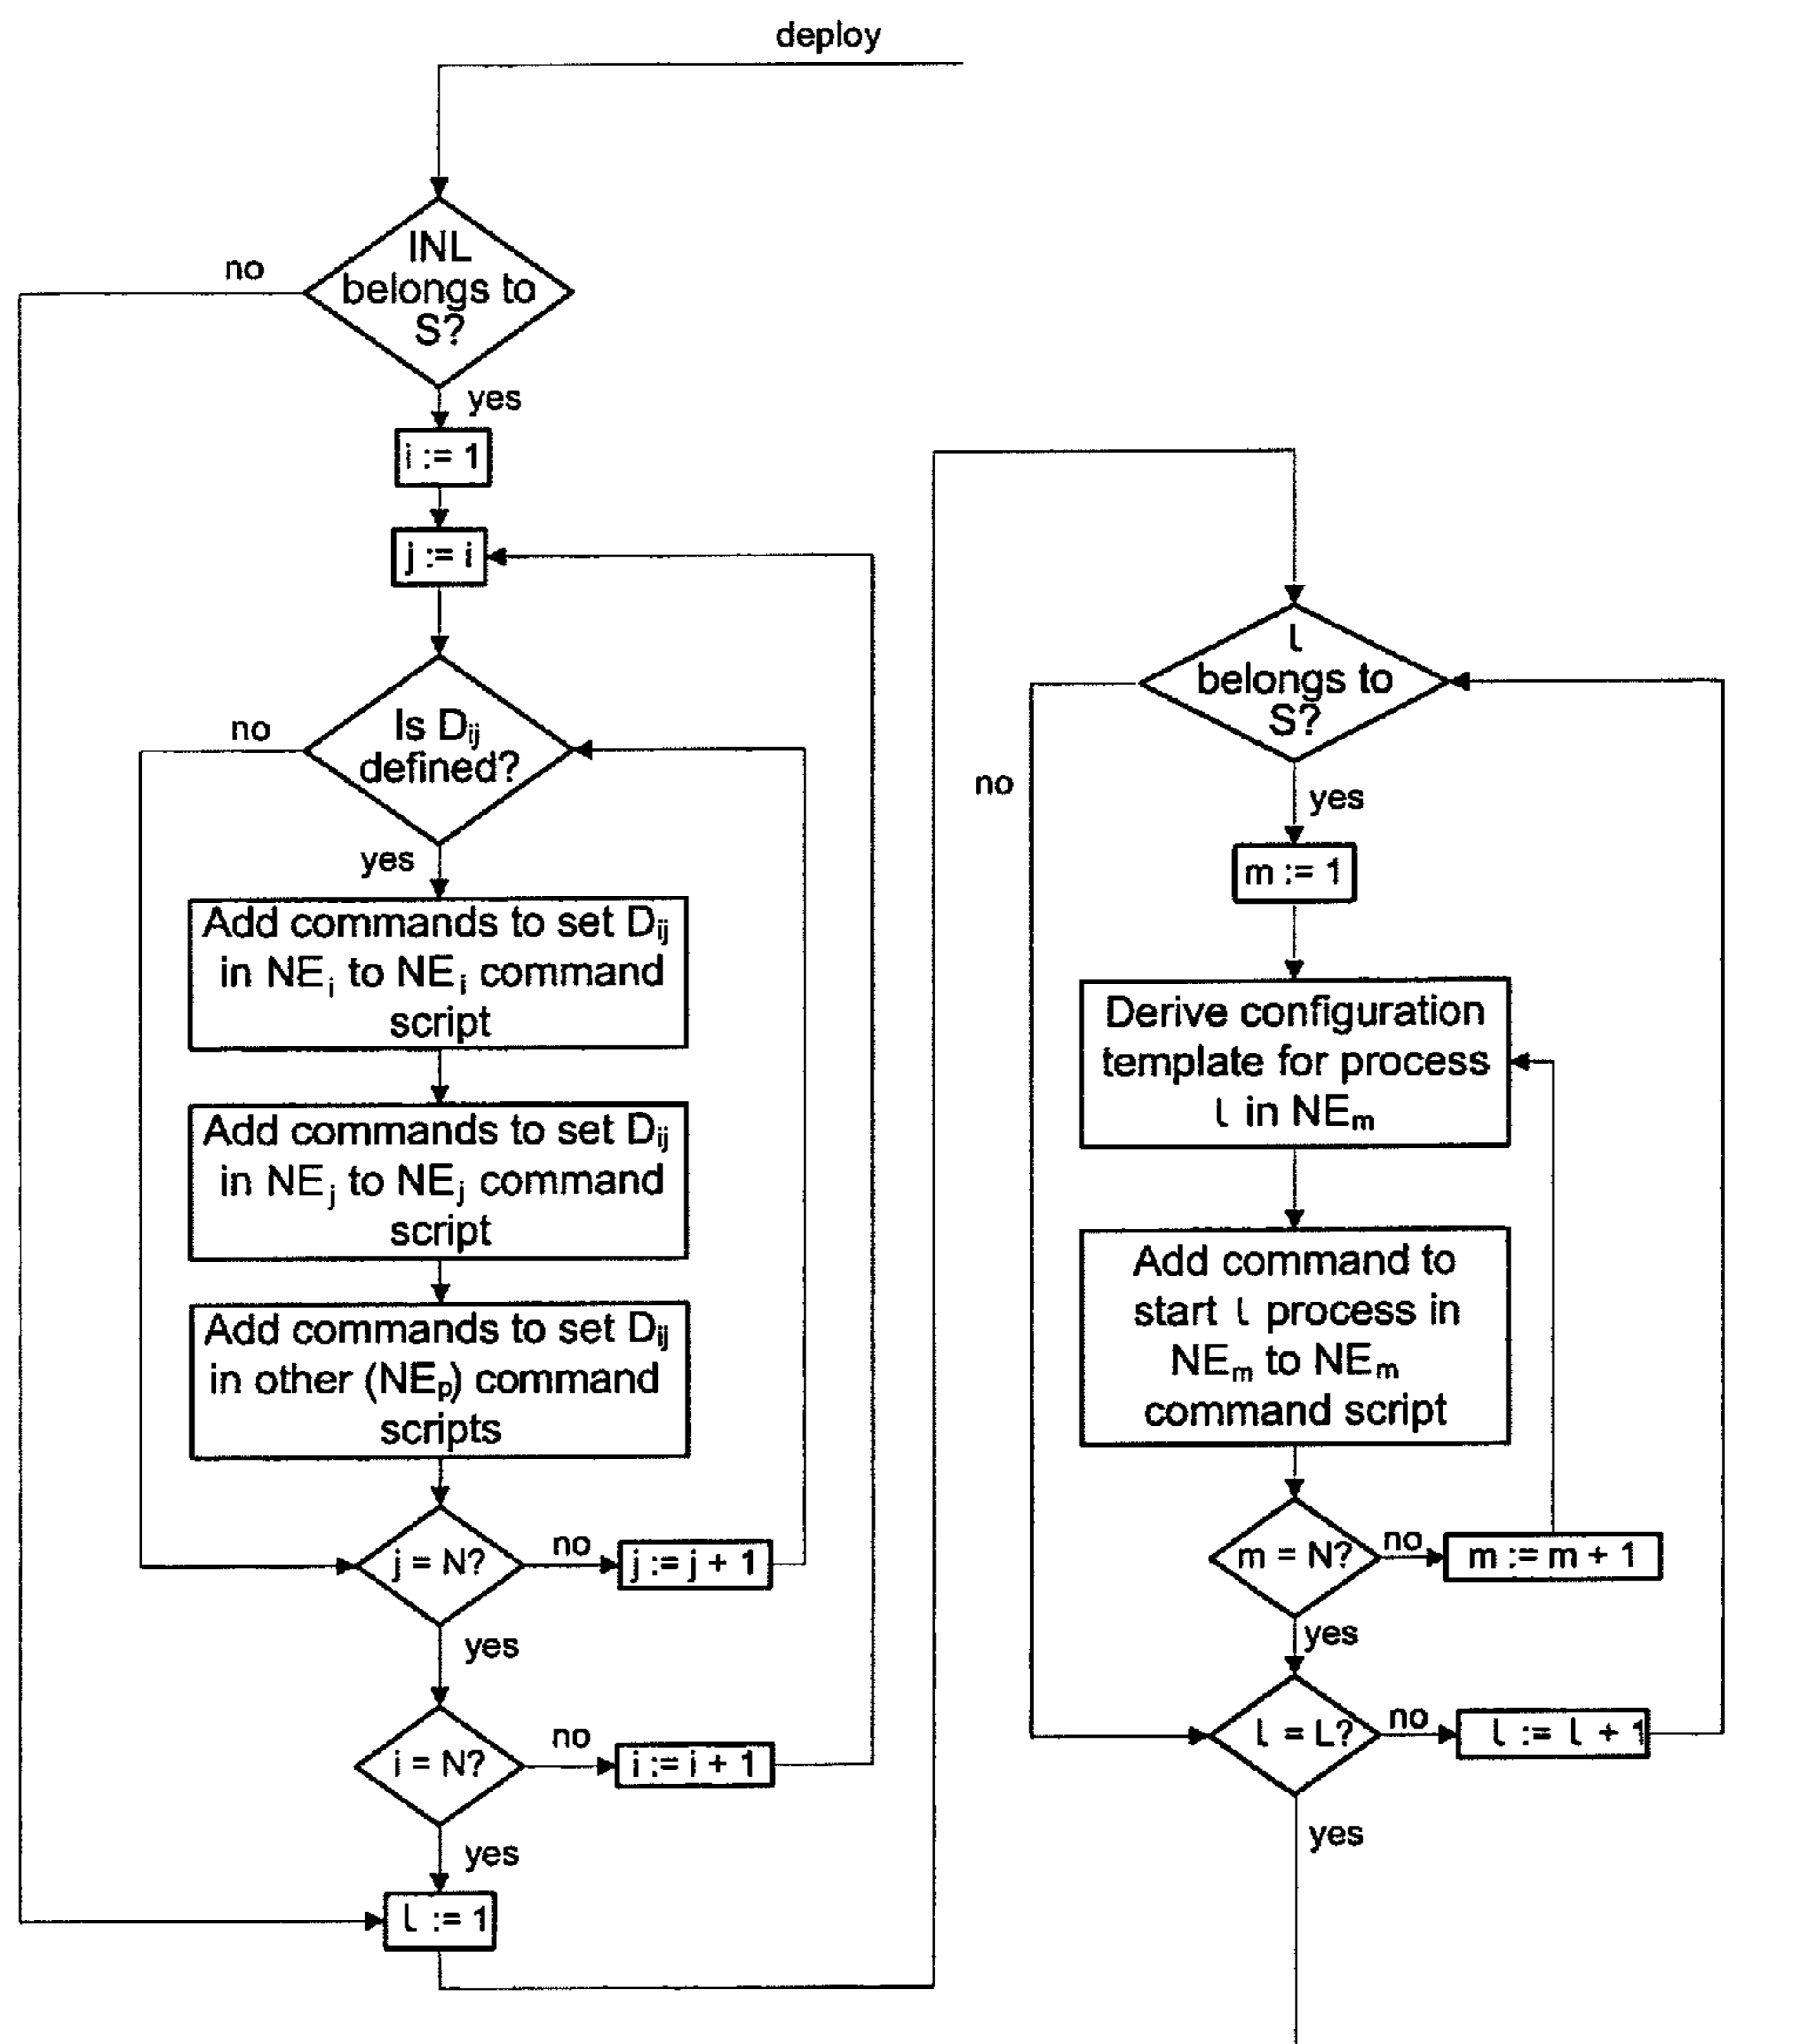 deploy
INL
belongs to
S?
no
yes
i := 1
j := i
Is Dij
defined?
no
yes
Add commands to set Dij
in NEi to NEi command
script
Add commands to set Dij
in NEj to NEj command
script
Add commands to set Dij
in other (NEp) command
scripts
j = N?
no
j := j + 1
yes
i = N?
no
i := i + 1
yes
l := 1
l
belongs to
S?
no
yes
m := 1
Derive configuration
template for process
l in NEm
Add command to
start l process in
NEm to NEm
command script
m = N?
no
m := m + 1
yes
l = L?
no
l := l + 1
yes